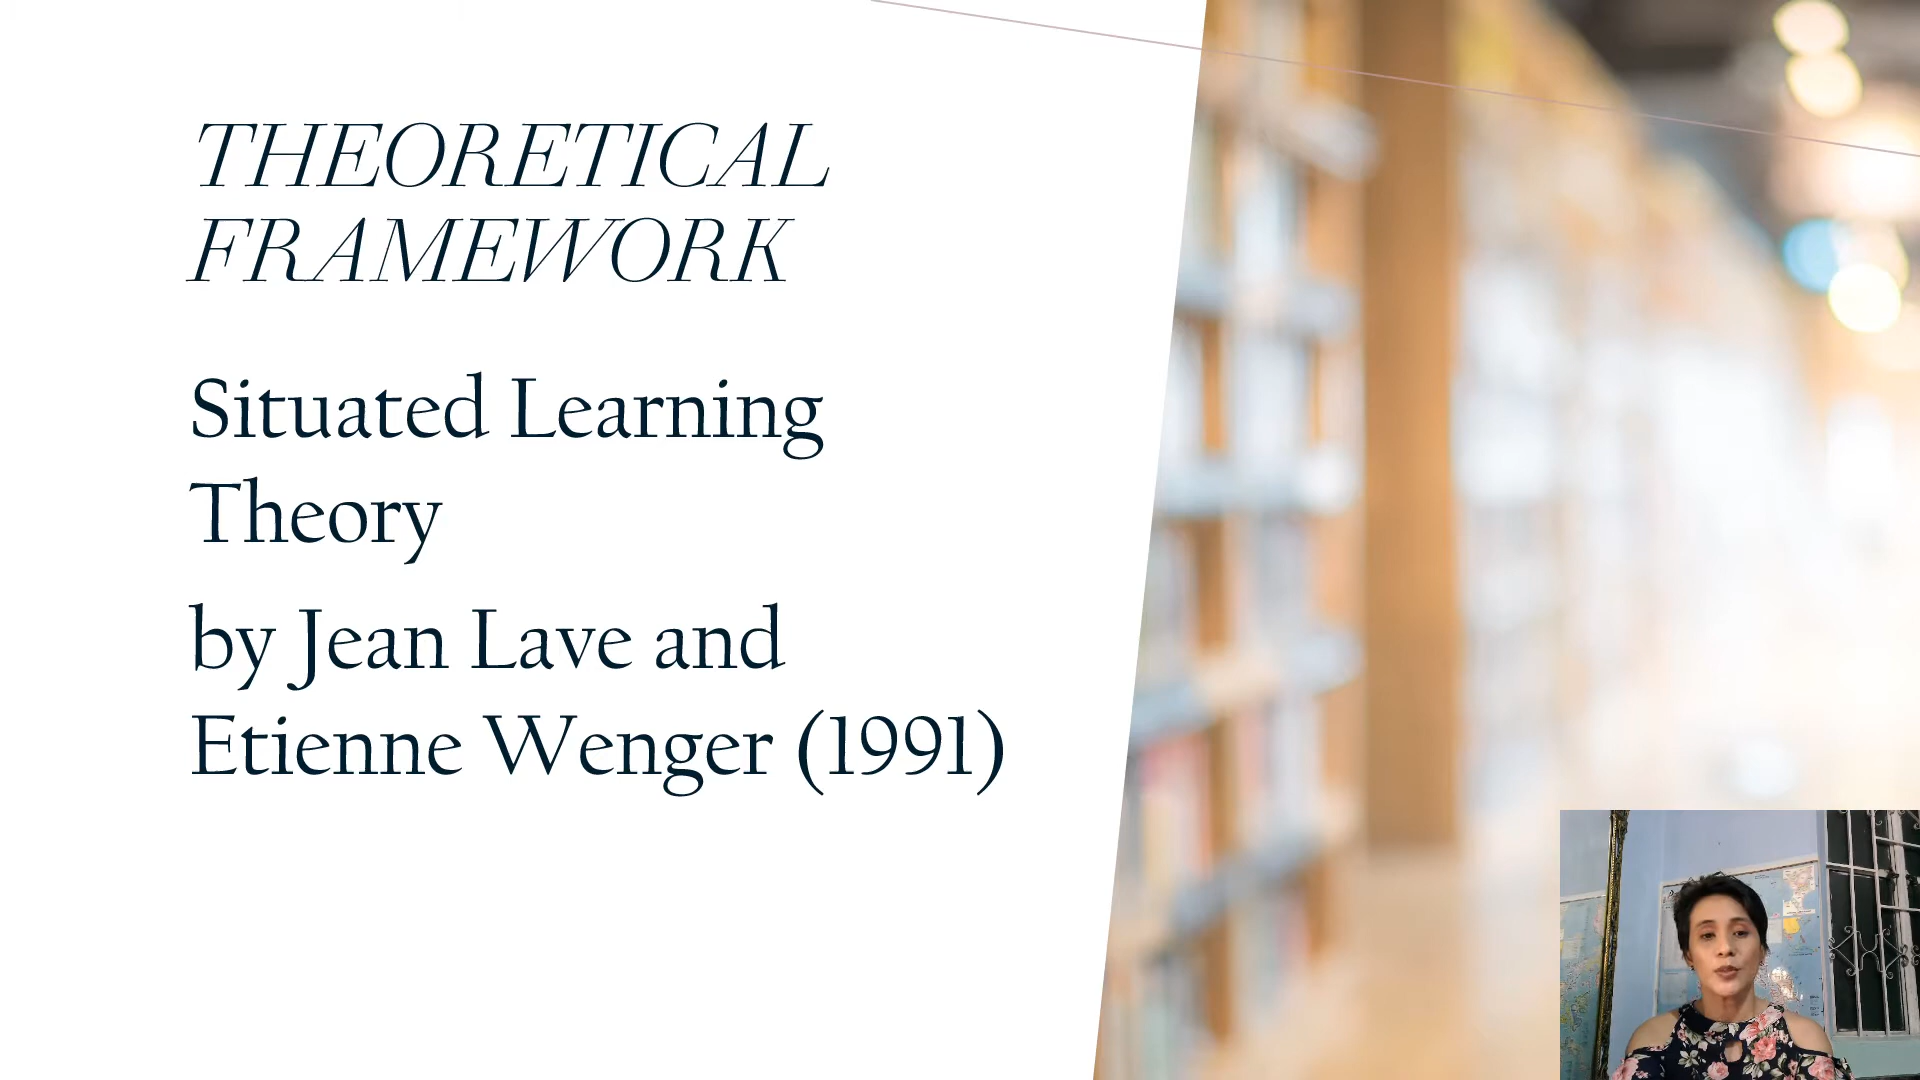 THEORETICAL
FRAMEWORK
Situated Learning
Theory
by Jean Lave and
Etienne Wenger (1991)